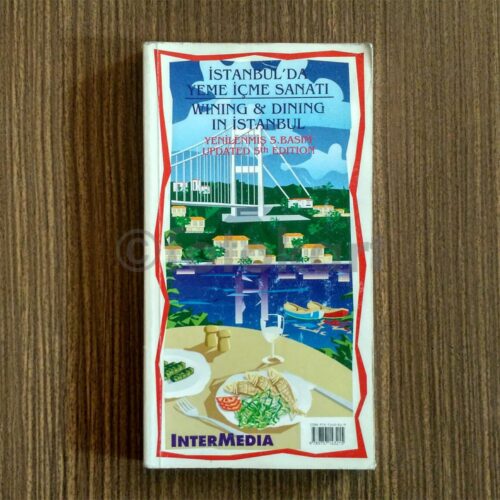 İSTANBUL'DA
YEME İÇME SANATI
WINING & DINING
IN İSTANBUL
YENİLENMİŞ 5.BASIM
UPDATED 5th EDITION
INTERMEDIA